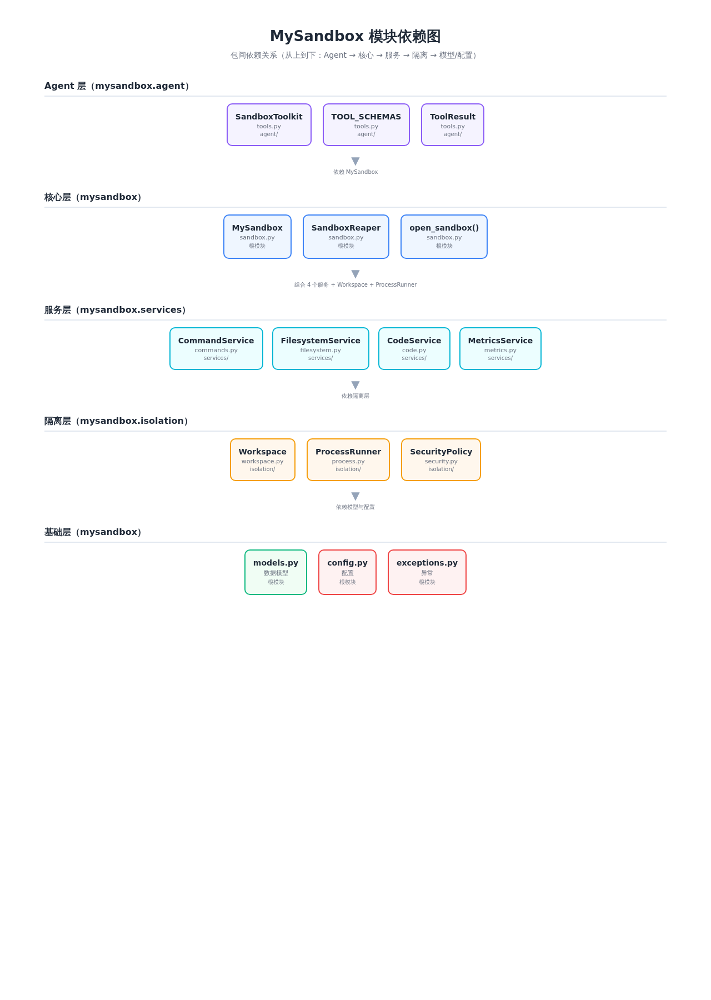 MySandbox 模块依赖图
包间依赖关系（从上到下：Agent → 核心 → 服务 → 隔离 → 模型/配置）
Agent 层（mysandbox.agent）
SandboxToolkit
tools.py
agent/
TOOL_SCHEMAS
tools.py
agent/
ToolResult
tools.py
agent/
▼
依赖 MySandbox
核心层（mysandbox）
MySandbox
sandbox.py
根模块
SandboxReaper
sandbox.py
根模块
open_sandbox()
sandbox.py
根模块
▼
组合 4 个服务 + Workspace + ProcessRunner
服务层（mysandbox.services）
CommandService
commands.py
services/
FilesystemService
filesystem.py
services/
CodeService
code.py
services/
MetricsService
metrics.py
services/
▼
依赖隔离层
隔离层（mysandbox.isolation）
Workspace
workspace.py
isolation/
ProcessRunner
process.py
isolation/
SecurityPolicy
security.py
isolation/
▼
依赖模型与配置
基础层（mysandbox）
models.py
数据模型
根模块
config.py
配置
根模块
exceptions.py
异常
根模块